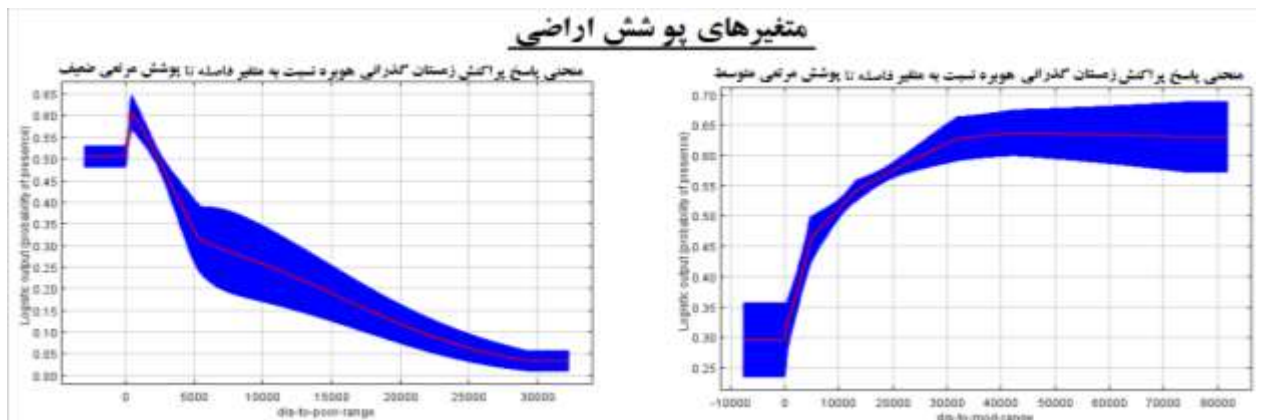 متغیرهای پوشش اراضی
منحنی پاسخ پراکنش زمستان گذرانی هوبره نسبت به متغیر فاصله تا پوشش مرتعی ضعیف
0.65
0.60
0.55
0.50
0.45
0.40
0.35
0.30
0.25
0.20
0.15
0.10
0.05
0.00
Logistic output (probability of presence)
0 5000 10000 15000 20000 25000 30000
dis-to-poor-range
منحنی پاسخ پراکنش زمستان گذرانی هوبره نسبت به متغیر فاصله تا پوشش مرتعی متوسط
0.70
0.65
0.60
0.55
0.50
0.45
0.40
0.35
0.30
0.25
Logistic output (probability of presence)
-10000 0 10000 20000 30000 40000 50000 60000 70000 80000
dis-to-mod-range